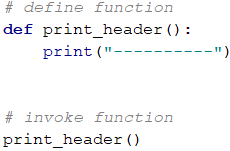 # define function
def print_header():
    print("----------")
# invoke function
print_header()